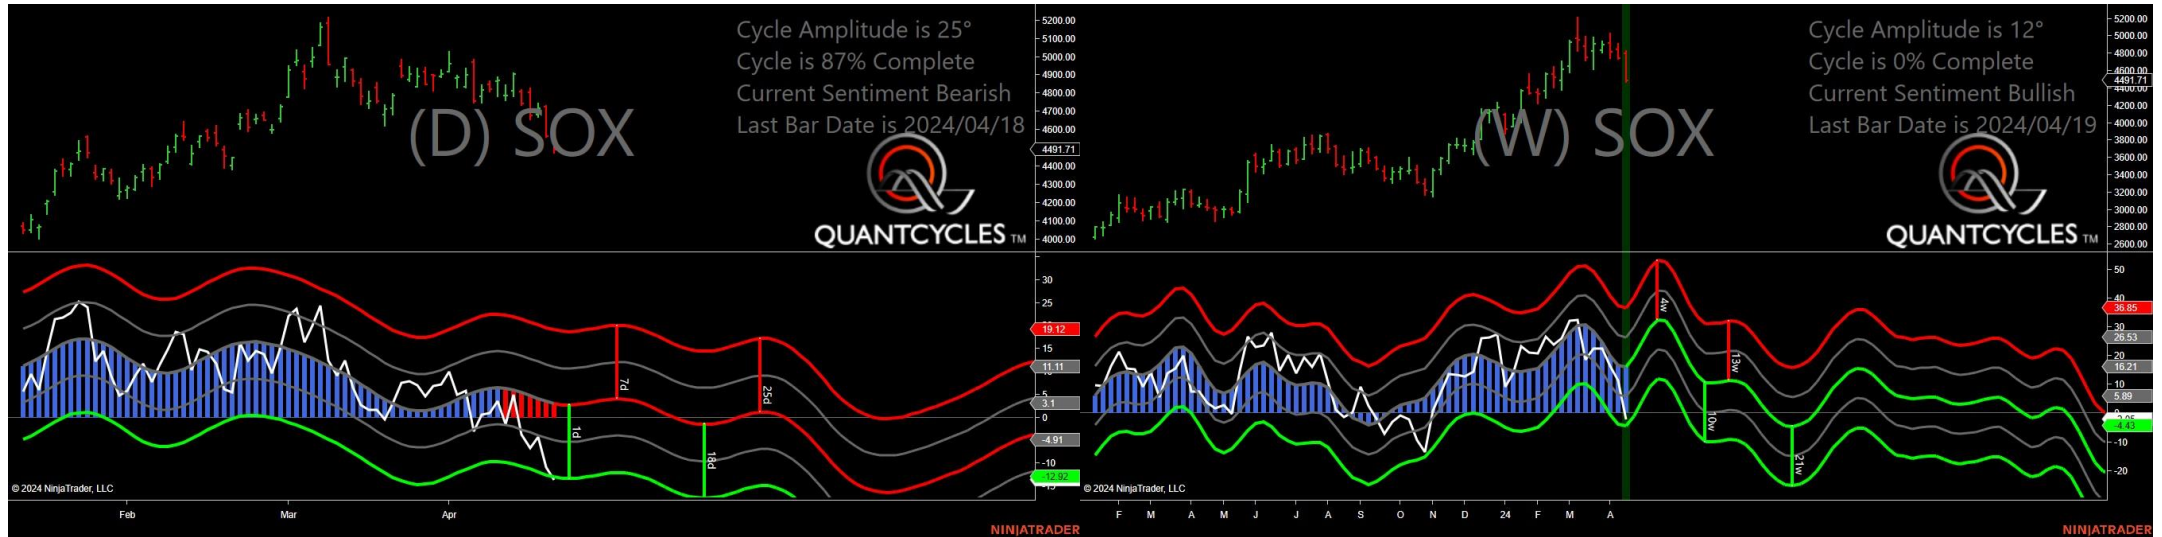 Cycle Amplitude is 25°
Cycle is 87% Complete
Current Sentiment Bearish
Last Bar Date is 2024/04/18
(D) SOX
QUANTCYCLES TM
5200.00
5100.00
5000.00
4900.00
4800.00
4700.00
4600.00
4491.71
4400.00
4300.00
4200.00
4100.00
4000.00
30
25
19.12
15
11.11
5
3.1
0
-4.91
-10
-12.92
7d
25d
1d
18d
© 2024 NinjaTrader, LLC
Feb Mar Apr
NINJATRADER
Cycle Amplitude is 12°
Cycle is 0% Complete
Current Sentiment Bullish
Last Bar Date is 2024/04/19
(W) SOX
QUANTCYCLES TM
5200.00
5000.00
4800.00
4600.00
4491.71
4400.00
4200.00
4000.00
3800.00
3600.00
3400.00
3200.00
3000.00
2800.00
2600.00
50
40
36.85
30
26.53
20
16.21
10
5.89
-4.43
-10
-20
4w
13w
10w
21w
© 2024 NinjaTrader, LLC
F M A M J J A S O N D 24 F M A
NINJATRADER